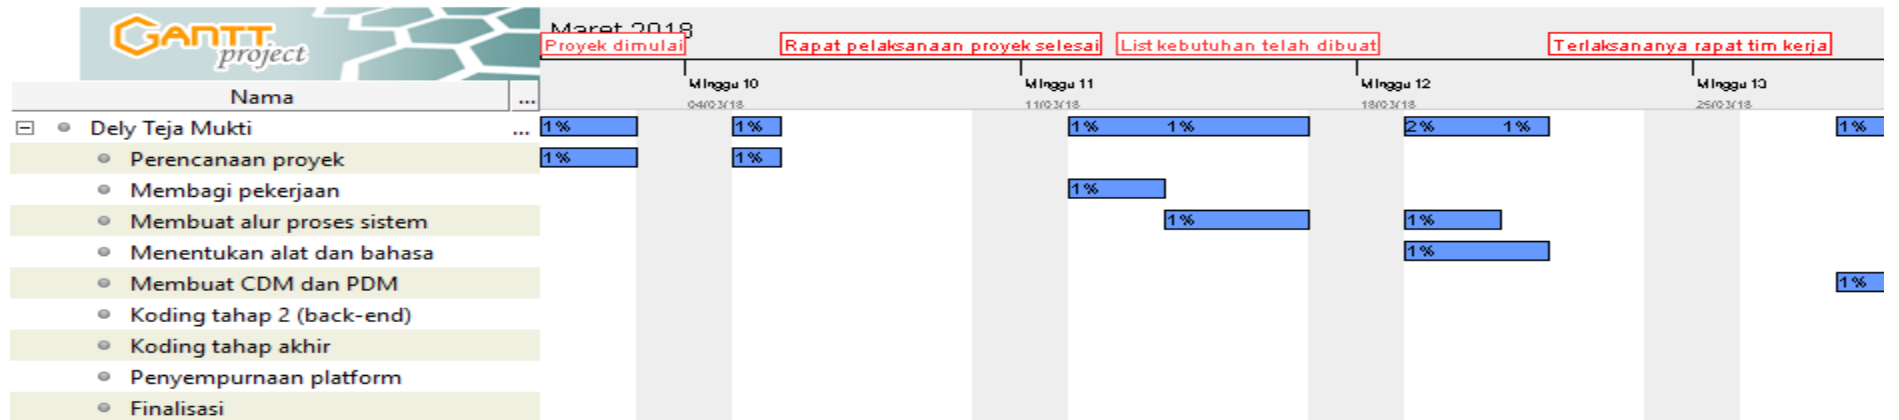 GANTT
project
Maret 2018
Proyek dimulai
Rapat pelaksanaan proyek selesai
List kebutuhan telah dibuat
Terlaksananya rapat tim kerja
Minggu 10
Minggu 11
Minggu 12
Minggu 13
04/03/18
11/03/18
18/03/18
25/03/18
Nama ...
Dely Teja Mukti ... 1% 1% 1% 1% 2% 1% 1%
Perencanaan proyek 1% 1%
Membagi pekerjaan 1%
Membuat alur proses sistem 1% 1%
Menentukan alat dan bahasa 1%
Membuat CDM dan PDM 1%
Koding tahap 2 (back-end)
Koding tahap akhir
Penyempurnaan platform
Finalisasi